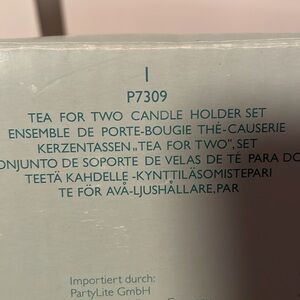 I
P7309
TEA FOR TWO CANDLE HOLDER SET
ENSEMBLE DE PORTE-BOUGIE THÉ-CAUSERIE
KERZENTASSEN „TEA FOR TWO", SET
ONJUNTO DE SOPORTE DE VELAS DE TÉ PARA DO
TEETÄ KAHDELLE -KYNTTILÄSOMISTEPARI
TE FÖR AVÅ-LJUSHÅLLARE, PAR
Importiert durch:
PartyLite GmbH